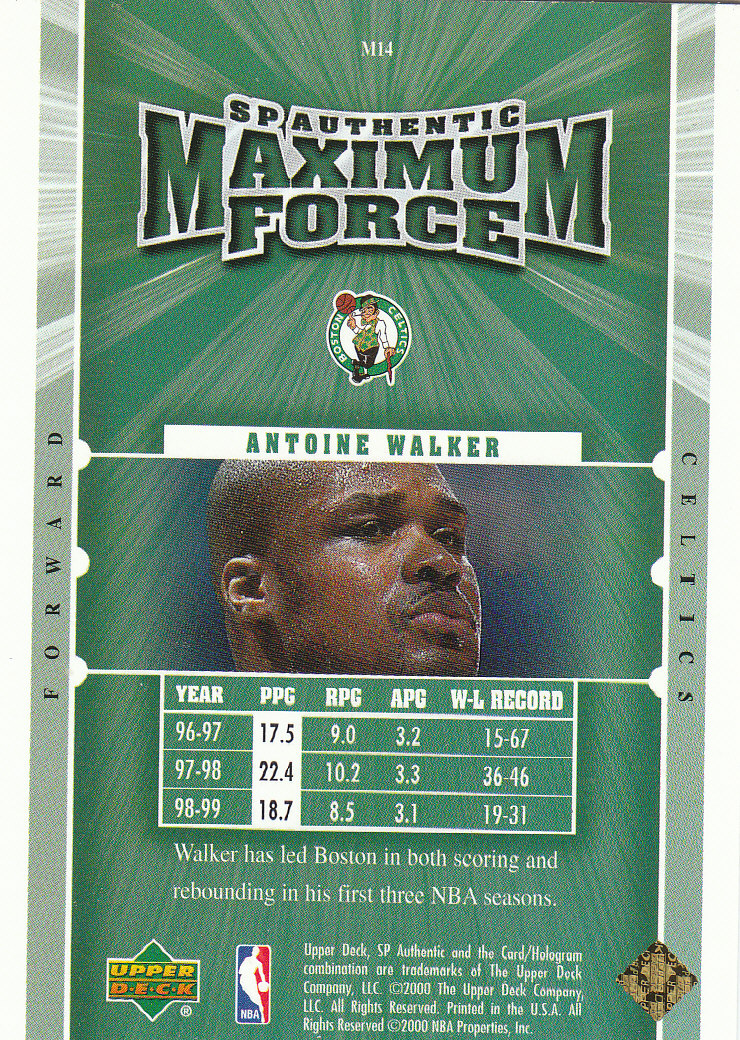 M14
SP AUTHENTIC
MAXIMUM
FORCE
BOSTON CELTICS
ANTOINE WALKER
FORWARD
CELTICS
YEAR PPG RPG APG W-L RECORD
96-97 17.5 9.0 3.2 15-67
97-98 22.4 10.2 3.3 36-46
98-99 18.7 8.5 3.1 19-31
Walker has led Boston in both scoring and
rebounding in his first three NBA seasons.
UPPER
D·E·C·K
®
NBA
Upper Deck, SP Authentic and the Card/Hologram
combination are trademarks of The Upper Deck
Company, LLC. ©2000 The Upper Deck Company,
LLC. All Rights Reserved. Printed in the U.S.A. All
Rights Reserved ©2000 NBA Properties, Inc.